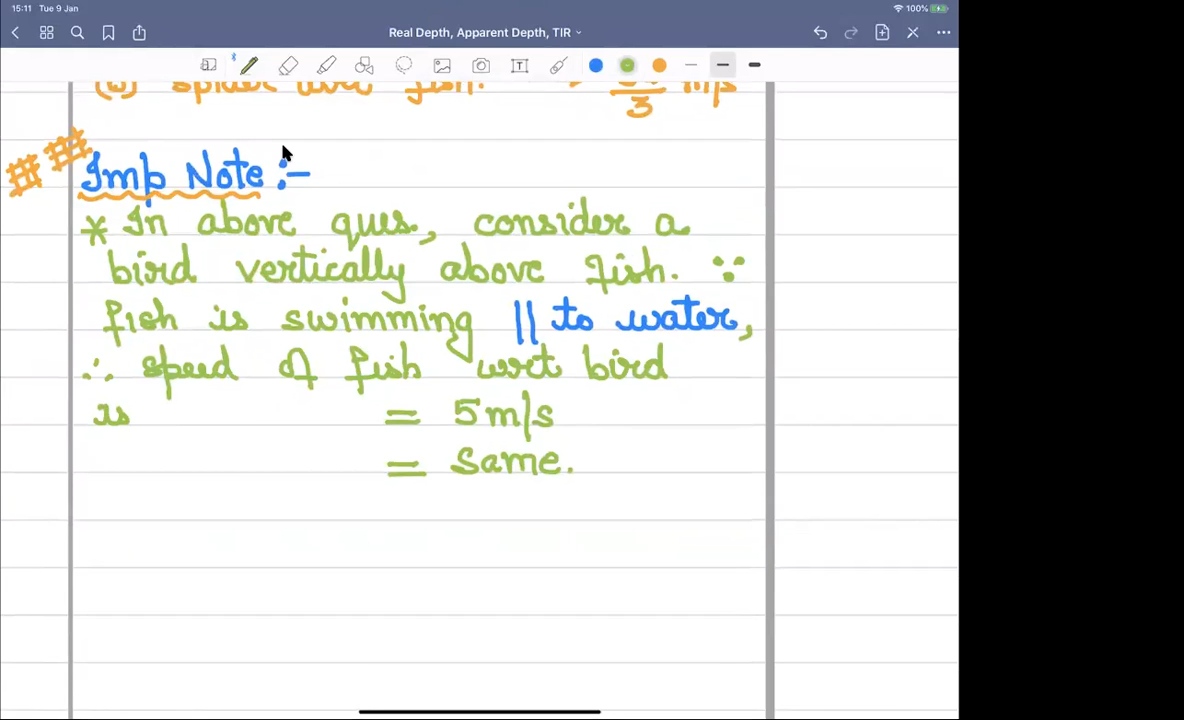 15:11 Tue 9 Jan
100%
Real Depth, Apparent Depth, TIR
3 m/s
Imp Note :-
* In above ques., consider a
bird vertically above fish. ∵
fish is swimming || to water,
∴ speed of fish wrt bird
is = 5m/s
= Same.